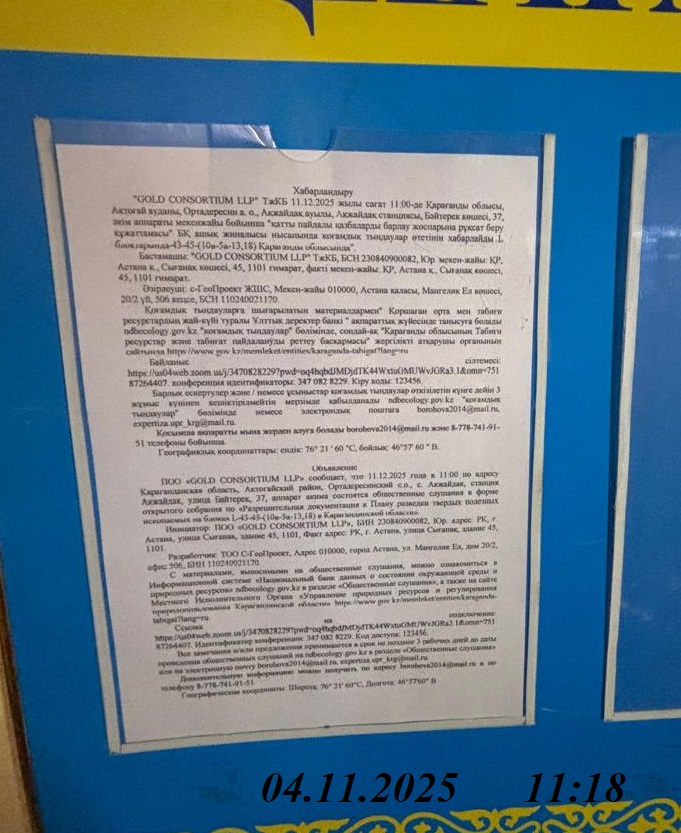 Хабарландыру
"GOLD CONSORTIUM LLP" ТжКБ 11.12.2025 жылы сағат 11:00-де Қарағанды облысы,
Ақтоғай ауданы, Ортадересин а. о., Ақжайдақ ауылы, Ақжайдақ станциясы, Бәйтерек көшесі, 37,
әкім аппараты мекенжайы бойынша "қатты пайдалы қазбаларды барлау жоспарына рұқсат беру
құжаттамасы" БҚ ашық жиналысы нысанында қоғамдық тыңдаулар өтетінін хабарлайды L
блоктарында-43-45-(10в-5а-13,18) Қарағанды облысында".
Бастамашы: "GOLD CONSORTIUM LLP" ТжКБ, БСН 230840900082, Юр. мекен-жайы: ҚР,
Астана қ., Сығанақ көшесі, 45, 1101 ғимарат, факті мекен-жайы: ҚР, Астана қ., Сығанақ көшесі,
45, 1101 ғимарат.
Әзірлеуші: с-ГеоПроект ЖШС, Мекен-жайы 010000, Астана қаласы, Мангелик Ел көшесі,
20/2 үй, 506 кеңсе, БСН 110240021170.
Қоғамдық тыңдауларға шығарылатын материалдармен" Қоршаған орта мен табиғи
ресурстардың жай-күйі туралы Ұлттық деректер банкі " ақпараттық жүйесінде танысуға болады
ndbecology.gov.kz "қоғамдық тыңдаулар" бөлімінде, сондай-ақ "Қарағанды облысының Табиғи
ресурстар және табиғат пайдалануды реттеу басқармасы" жергілікті атқарушы органының
сайтында https://www.gov.kz/memleket/entities/karaganda-tabigat?lang=ru
Байланыс сілтемесі:
https://us04web.zoom.us/j/3470828229?pwd=oq4hqbdJMDjdTK44WxtuGMUWvJGRa3.1&omn=751
87264407. конференция идентификаторы: 347 082 8229. Кіру коды: 123456.
Барлық ескертулер және / немесе ұсыныстар қоғамдық тыңдаулар өткізілетін күнге дейін 3
жұмыс күнінен кешіктірілмейтін мерзімде қабылданады ndbecology.gov.kz "қоғамдық
тыңдаулар" бөлімінде немесе электрондық поштаға borohova2014@mail.ru,
expertiza.upr_krg@mail.ru.
Қосымша ақпаратты мына жерден алуға болады borohova2014@mail.ru және 8-778-741-91-
51 телефоны бойынша.
Географиялық координаттары: ендік: 76° 21 ' 60 "С, бойлық: 46°57' 60 " В.
Объявление
ПОО «GOLD CONSORTIUM LLP» сообщает, что 11.12.2025 года в 11:00 по адресу
Карагандинская область, Актогайский район, Ортадересинский с.о., с. Акжайдак, станция
Акжайдак, улица Байтерек, 37, аппарат акима состоятся общественные слушания в форме
открытого собрания по «Разрешительная документация к Плану разведки твердых полезных
ископаемых на блоках L-43-45-(10в-5а-13,18) в Карагандинской области».
Инициатор: ПОО «GOLD CONSORTIUM LLP», БИН 230840900082, Юр. адрес: РК, г.
Астана, улица Сыганак, здание 45, 1101, Факт адрес: РК, г. Астана, улица Сыганак, здание 45,
1101.
Разработчик: ТОО С-ГеоПроект, Адрес 010000, город Астана, ул. Мангелик Ел, дом 20/2,
офис 506, БИН 110240021170.
С материалами, выносимыми на общественные слушания, можно ознакомиться в
Информационной системе «Национальный банк данных о состоянии окружающей среды и
природных ресурсов» ndbecology.gov.kz в разделе «Общественные слушания», а также на сайте
Местного Исполнительного Органа «Управление природных ресурсов и регулирования
природопользования Карагандинской области» https://www.gov.kz/memleket/entities/karaganda-
tabigat?lang=ru.
Ссылка на подключение:
https://us04web.zoom.us/j/3470828229?pwd=oq4hqbdJMDjdTK44WxtuGMUWvJGRa3.1&omn=751
87264407. Идентификатор конференции: 347 082 8229. Код доступа: 123456.
Все замечания и/или предложения принимаются в срок не позднее 3 рабочих дней до даты
проведения общественных слушаний на ndbecology.gov.kz в разделе «Общественные слушания»
или на электронную почту borohova2014@mail.ru, expertiza.upr_krg@mail.ru.
Дополнительную информацию можно получить по адресу borohova2014@mail.ru и по
телефону 8-778-741-91-51.
Географические координаты: Широта: 76° 21' 60"С, Долгота: 46°57'60" В
04.11.2025 11:18